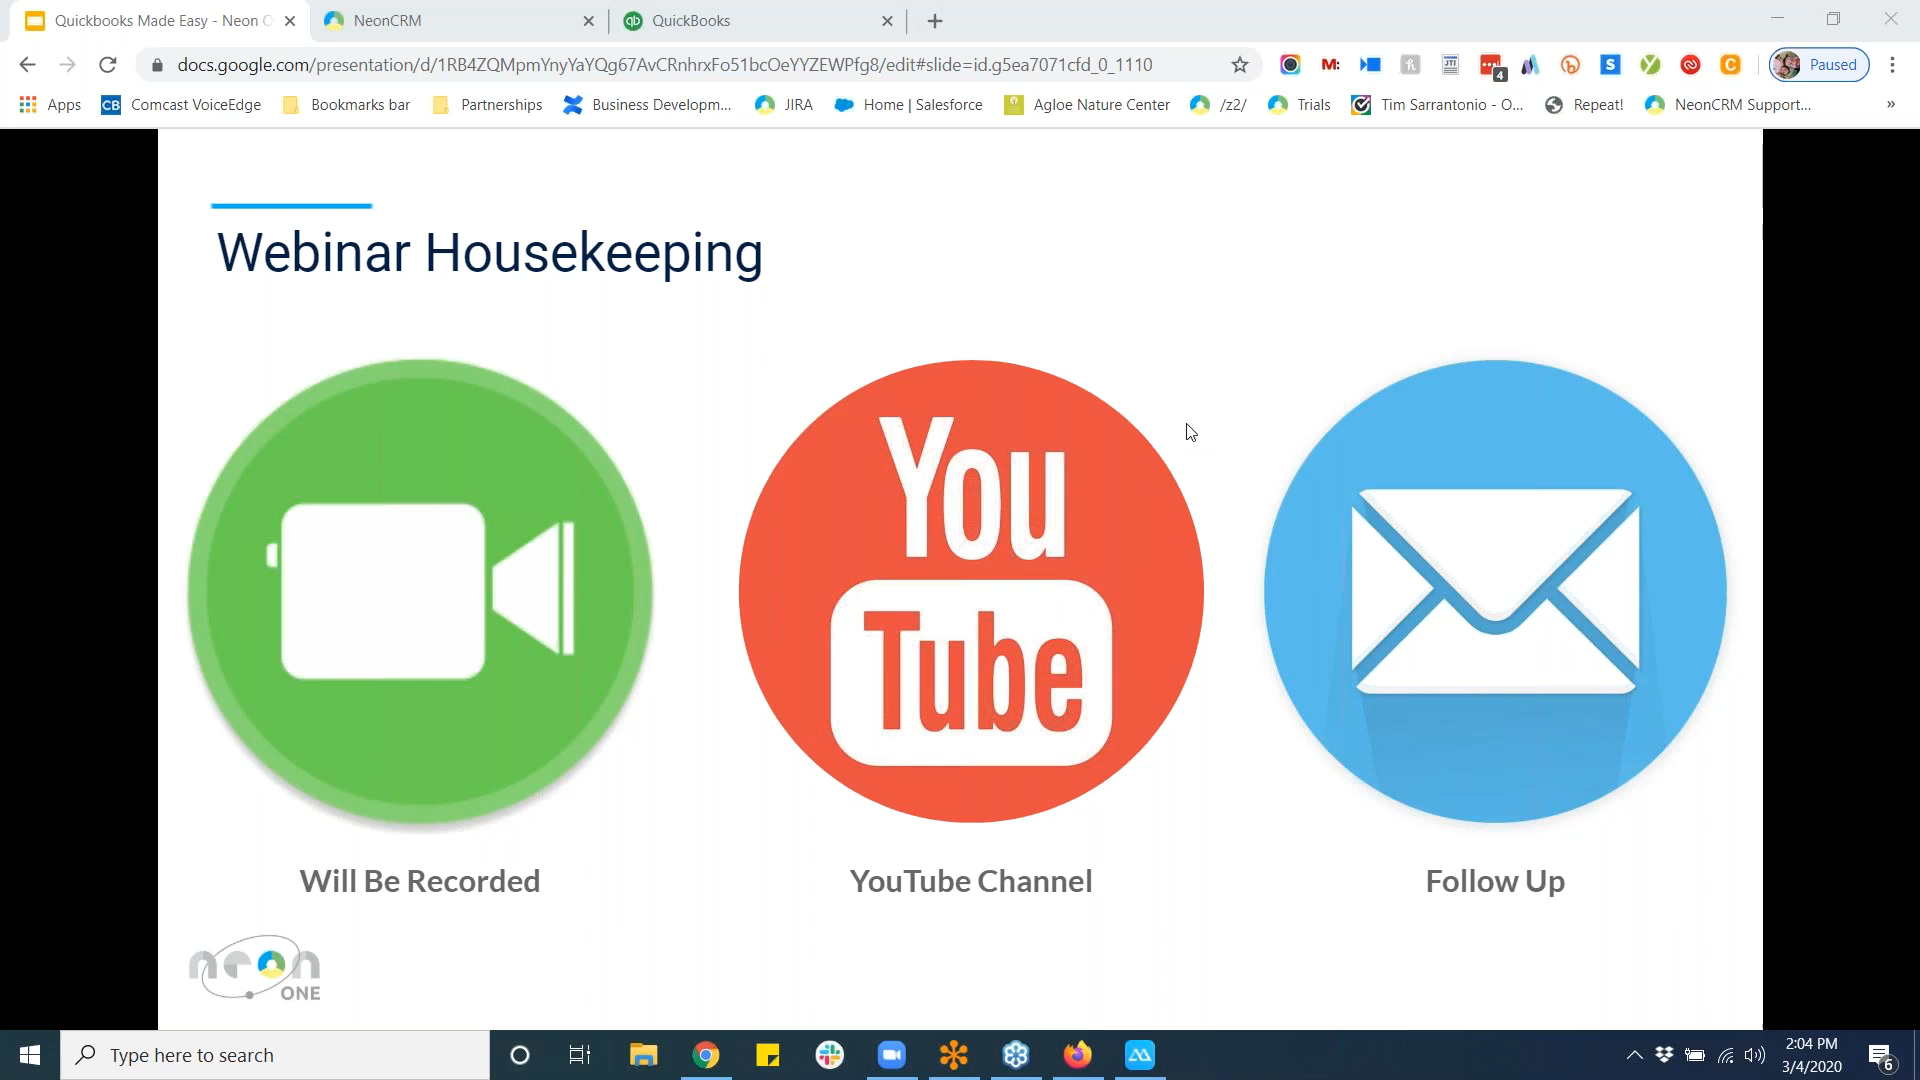 Quickbooks Made Easy - Neon O
NeonCRM
QuickBooks
docs.google.com/presentation/d/1RB4ZQMpmYnyYaYQg67AvCRnhrxFo51bcOeYYZEWPfg8/edit#slide=id.g5ea7071cfd_0_1110
Paused
Apps
Comcast VoiceEdge
Bookmarks bar
Partnerships
Business Developm...
JIRA
Home | Salesforce
Agloe Nature Center
/z2/
Trials
Tim Sarrantonio - O...
Repeat!
NeonCRM Support...
»
Webinar Housekeeping
You
Tube
Will Be Recorded
YouTube Channel
Follow Up
neon
ONE
Type here to search
2:04 PM
3/4/2020
6